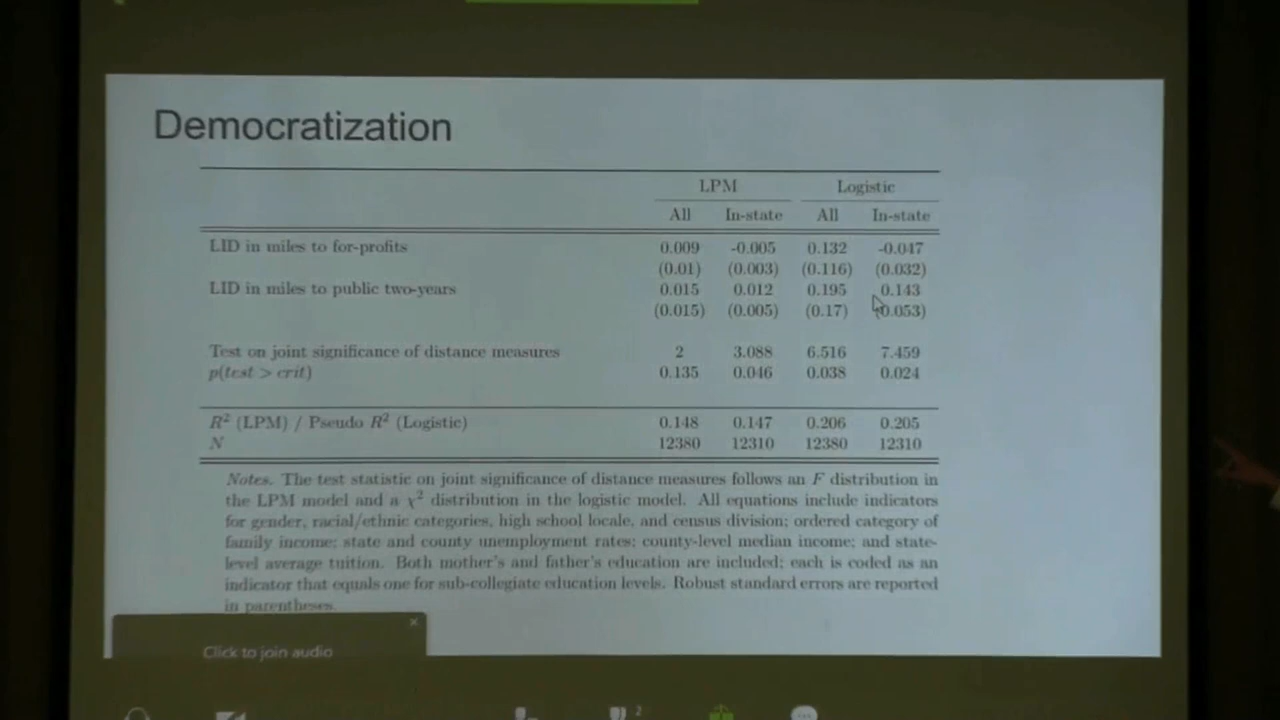 Democratization
LPM Logistic
All In-state All In-state
LID in miles to for-profits 0.009 -0.005 0.132 -0.047
(0.01) (0.003) (0.116) (0.032)
LID in miles to public two-years 0.015 0.012 0.195 0.143
(0.015) (0.005) (0.17) (0.053)
Test on joint significance of distance measures 2 3.088 6.516 7.459
p(test > crit) 0.135 0.046 0.038 0.024
R² (LPM) / Pseudo R² (Logistic) 0.148 0.147 0.206 0.205
N 12380 12310 12380 12310
Notes. The test statistic on joint significance of distance measures follows an F distribution in
the LPM model and a χ² distribution in the logistic model. All equations include indicators
for gender, racial/ethnic categories, high school locale, and census division; ordered category of
family income; state and county unemployment rates; county-level median income; and state-
level average tuition. Both mother's and father's education are included; each is coded as an
indicator that equals one for sub-collegiate education levels. Robust standard errors are reported
in parentheses.
Click to join audio
2